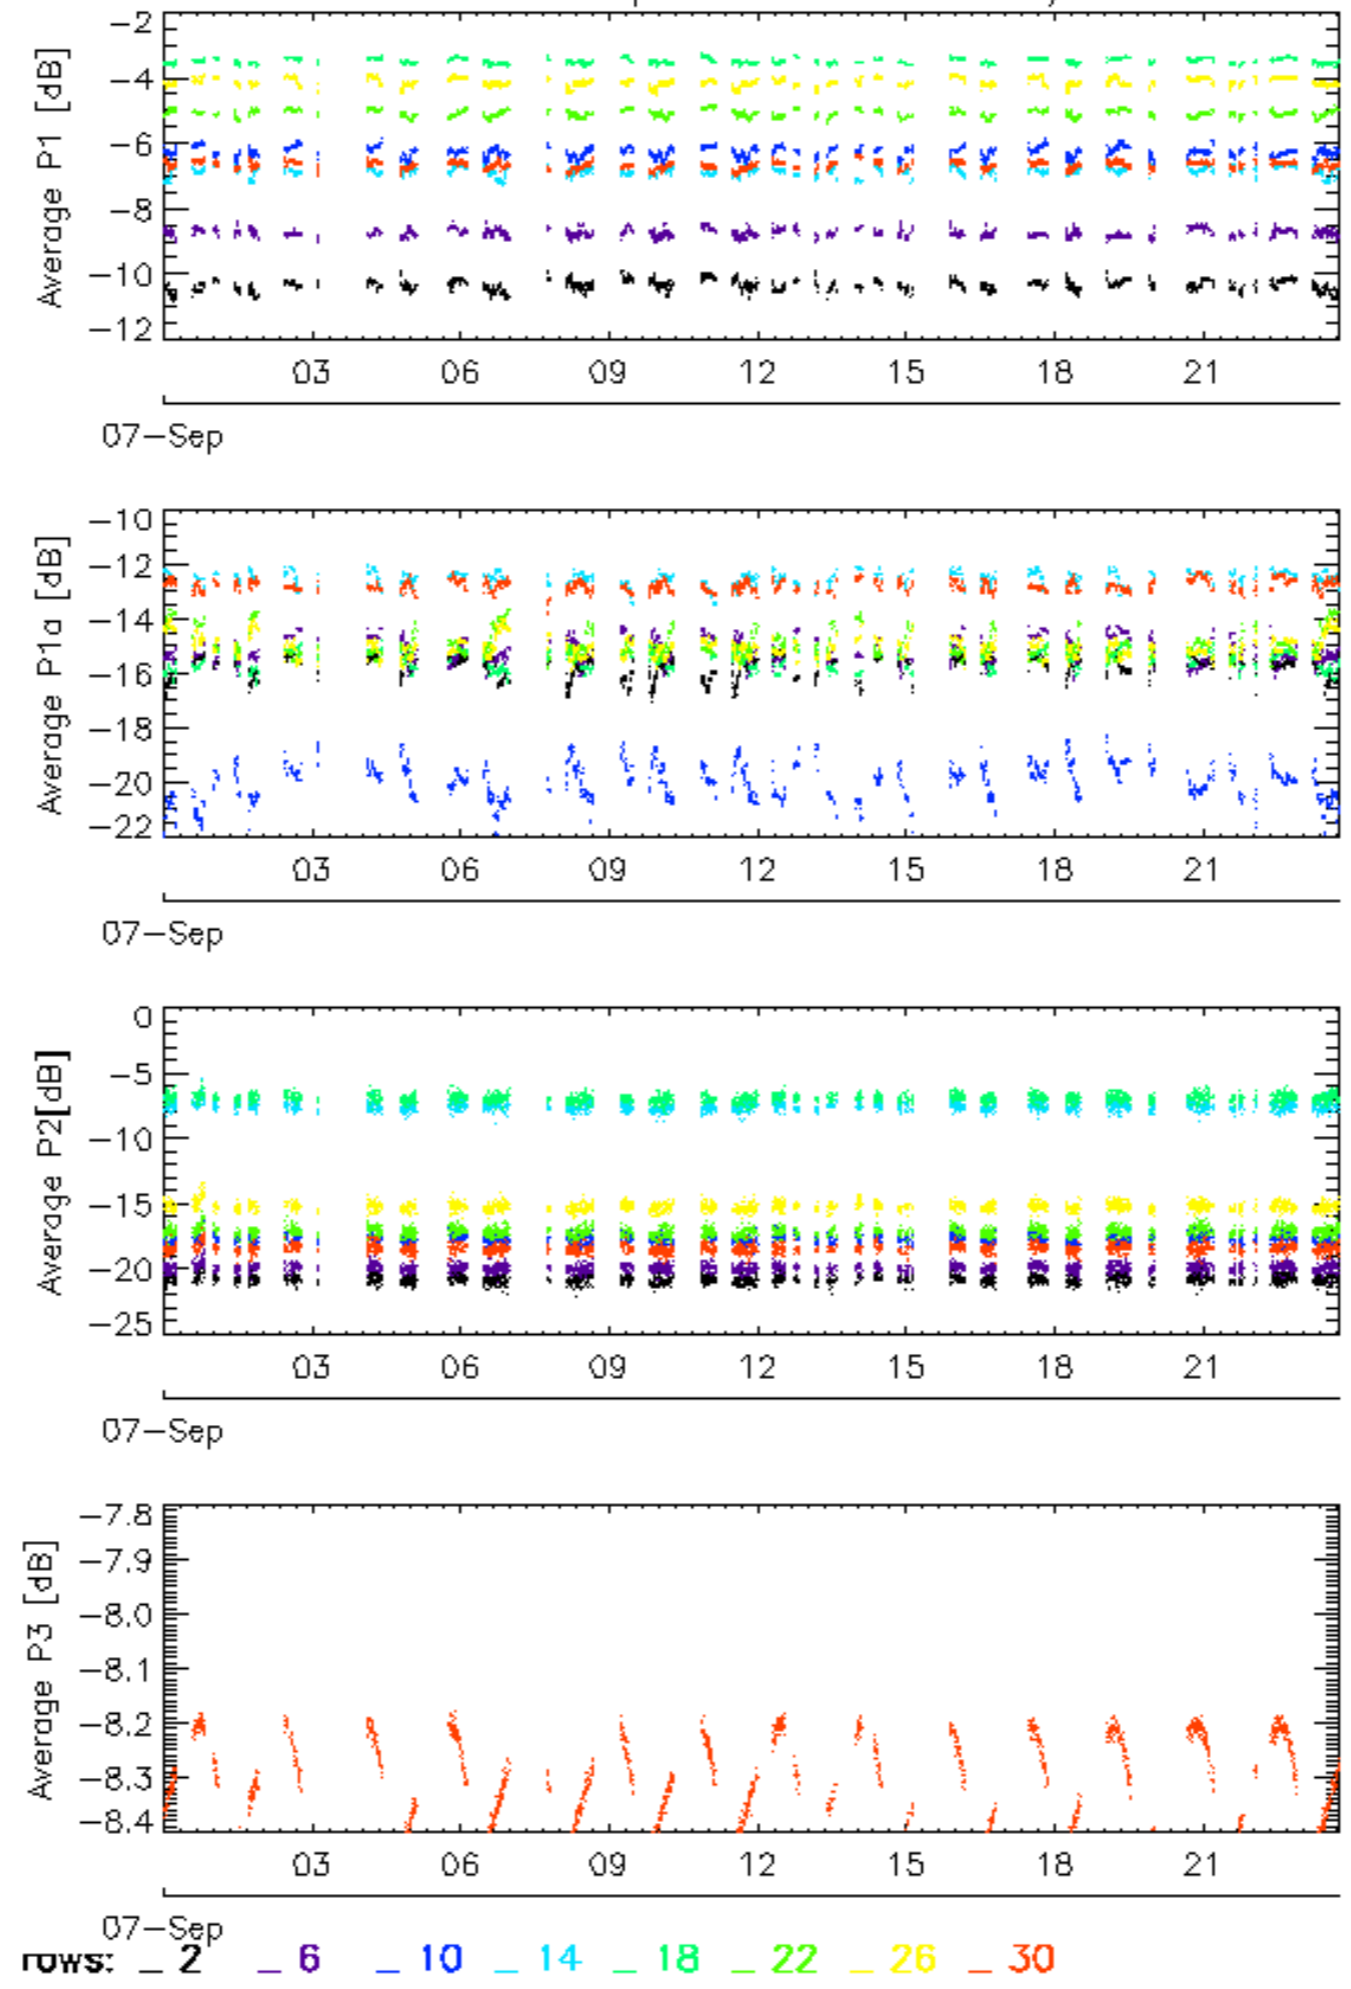 Average P1 [dB]
−2
−4
−6
−8
−10
−12
03 06 09 12 15 18 21
07−Sep
Average P1a [dB]
−10
−12
−14
−16
−18
−20
−22
03 06 09 12 15 18 21
07−Sep
Average P2[dB]
0
−5
−10
−15
−20
−25
03 06 09 12 15 18 21
07−Sep
Average P3 [dB]
−7.8
−7.9
−8.0
−8.1
−8.2
−8.3
−8.4
03 06 09 12 15 18 21
07−Sep
rows: _ 2 _ 6 _ 10 _ 14 _ 18 _ 22 _ 26 _ 30